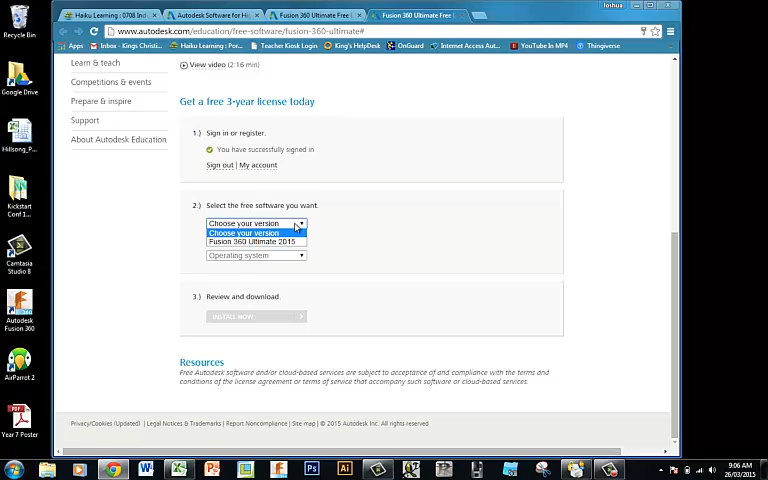 Joshua
Haiku Learning : 0708 Ind
Autodesk Software for Hig
Fusion 360 Ultimate Free D
Fusion 360 Ultimate Free D
www.autodesk.com/education/free-software/fusion-360-ultimate#
Apps
Inbox - Kings Christi...
Haiku Learning : Por...
Teacher Kiosk Login
King's HelpDesk
OnGuard
Internet Access Aut...
YouTube In MP4
Thingiverse
Recycle Bin
Google Drive
Hillsong_P...
Kickstart
Conf 1...
Camtasia
Studio 8
Autodesk
Fusion 360
AirParrot 2
Year 7 Poster
Learn & teach
Competitions & events
Prepare & inspire
Support
About Autodesk Education
View video (2:16 min)
Get a free 3-year license today
1.) Sign in or register.
You have successfully signed in
Sign out | My account
2.) Select the free software you want.
Choose your version
Choose your version
Fusion 360 Ultimate 2015
Operating system
3.) Review and download.
INSTALL NOW
Resources
Free Autodesk software and/or cloud-based services are subject to acceptance of and compliance with the terms and
conditions of the license agreement or terms of service that accompany such software or cloud-based services.
Privacy/Cookies (Updated) | Legal Notices & Trademarks | Report Noncompliance | Site map | © 2015 Autodesk Inc. All rights reserved.
9:06 AM
26/03/2015